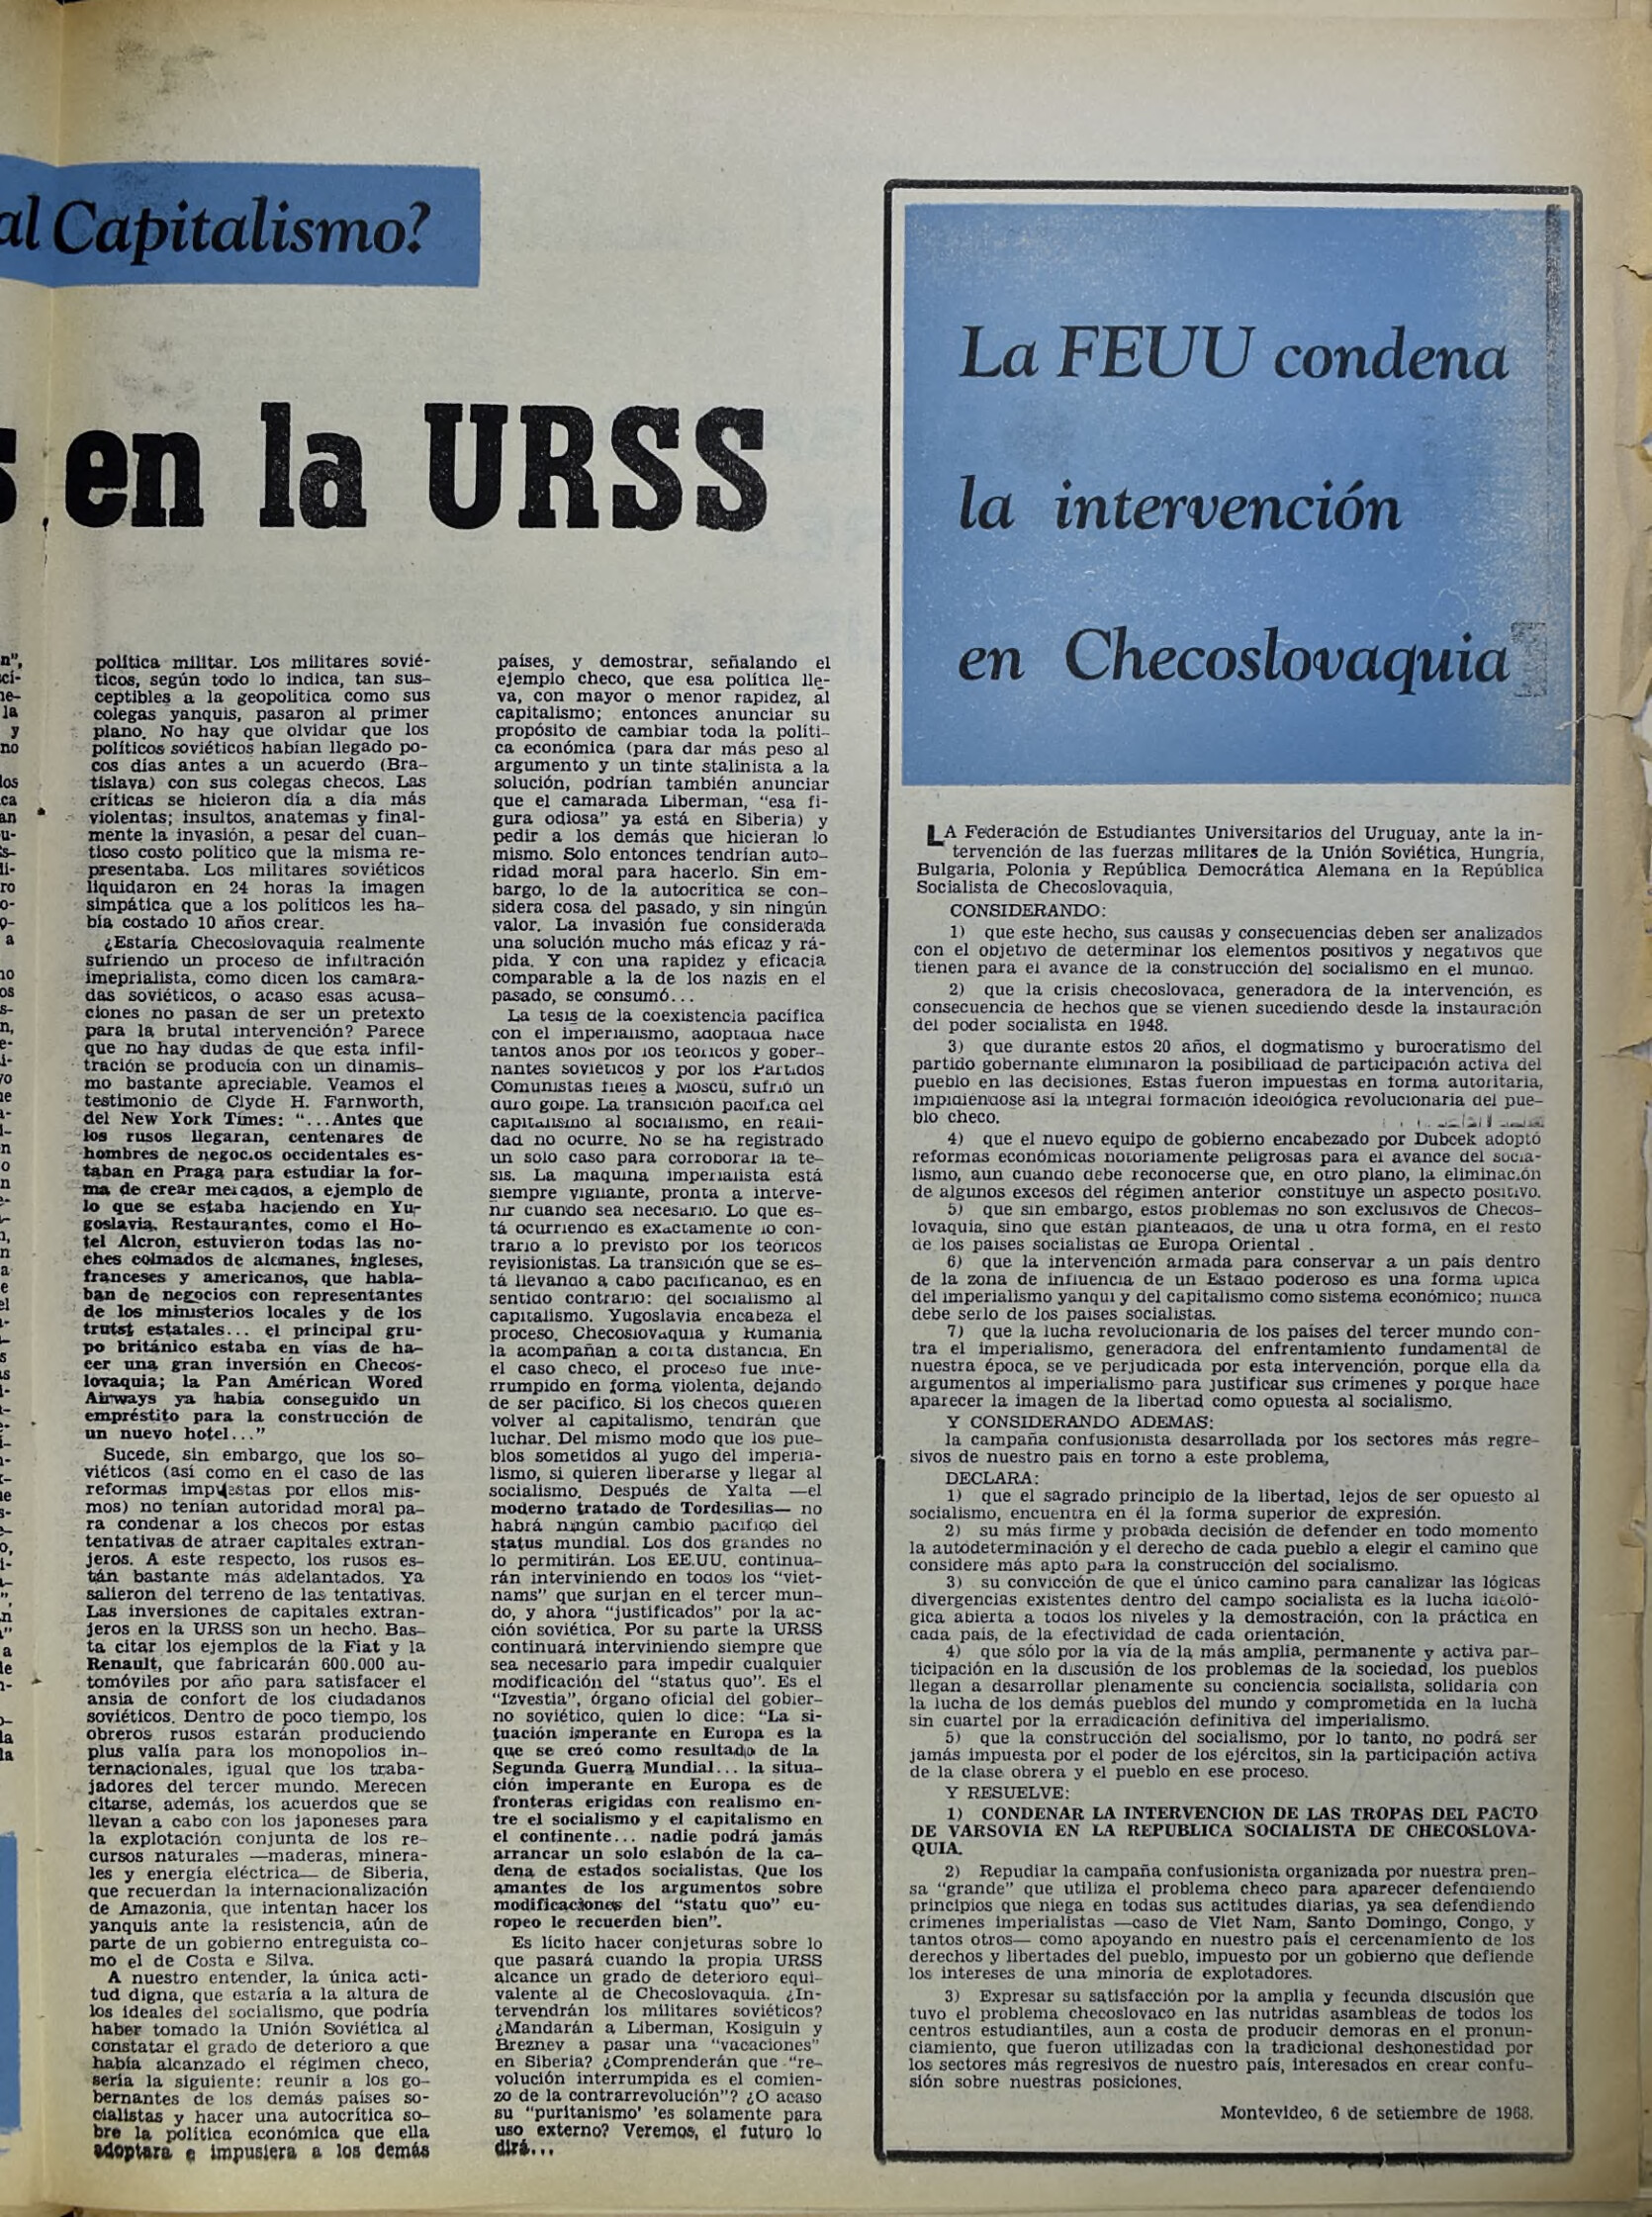 al Capitalismo?
en la URSS
política militar. Los militares sovié-
ticos, según todo lo indica, tan sus-
ceptibles a la geopolítica como sus
colegas yanquis, pasaron al primer
plano. No hay que olvidar que los
políticos soviéticos habían llegado po-
cos días antes a un acuerdo (Bra-
tislava) con sus colegas checos. Las
críticas se hicieron día a día más
violentas; insultos, anatemas y final-
mente la invasión, a pesar del cuan-
tioso costo político que la misma re-
presentaba. Los militares soviéticos
liquidaron en 24 horas la imagen
simpática que a los políticos les ha-
bía costado 10 años crear.
¿Estaría Checoslovaquia realmente
sufriendo un proceso de infiltración
imeprialista, como dicen los camara-
das soviéticos, o acaso esas acusa-
ciones no pasan de ser un pretexto
para la brutal intervención? Parece
que no hay dudas de que esta infil-
tración se producía con un dinamis-
mo bastante apreciable. Veamos el
testimonio de Clyde H. Farnworth,
del New York Times: "...Antes que
los rusos llegaran, centenares de
hombres de negocios occidentales es-
taban en Praga para estudiar la for-
ma de crear mercados, a ejemplo de
lo que se estaba haciendo en Yu-
goslavia. Restaurantes, como el Ho-
tel Alcron, estuvieron todas las no-
ches colmados de alemanes, ingleses,
franceses y americanos, que habla-
ban de negocios con representantes
de los ministerios locales y de los
trutst estatales... el principal gru-
po británico estaba en vías de ha-
cer una gran inversión en Checos-
lovaquia; la Pan Américan Wored
Airways ya había conseguido un
empréstito para la construcción de
un nuevo hotel..."
Sucede, sin embargo, que los so-
viéticos (así como en el caso de las
reformas impuestas por ellos mis-
mos) no tenían autoridad moral pa-
ra condenar a los checos por estas
tentativas de atraer capitales extran-
jeros. A este respecto, los rusos es-
tán bastante más adelantados. Ya
salieron del terreno de las tentativas.
Las inversiones de capitales extran-
jeros en la URSS son un hecho. Bas-
ta citar los ejemplos de la Fiat y la
Renault, que fabricarán 600.000 au-
tomóviles por año para satisfacer el
ansia de confort de los ciudadanos
soviéticos. Dentro de poco tiempo, los
obreros rusos estarán produciendo
plus valía para los monopolios in-
ternacionales, igual que los traba-
jadores del tercer mundo. Merecen
citarse, además, los acuerdos que se
llevan a cabo con los japoneses para
la explotación conjunta de los re-
cursos naturales —maderas, minera-
les y energía eléctrica— de Siberia,
que recuerdan la internacionalización
de Amazonia, que intentan hacer los
yanquis ante la resistencia, aún de
parte de un gobierno entreguista co-
mo el de Costa e Silva.
A nuestro entender, la única acti-
tud digna, que estaría a la altura de
los ideales del socialismo, que podría
haber tomado la Unión Soviética al
constatar el grado de deterioro a que
había alcanzado el régimen checo,
sería la siguiente: reunir a los go-
bernantes de los demás países so-
cialistas y hacer una autocrítica so-
bre la política económica que ella
adoptara e impusiera a los demás
países, y demostrar, señalando el
ejemplo checo, que esa política lle-
va, con mayor o menor rapidez, al
capitalismo; entonces anunciar su
propósito de cambiar toda la políti-
ca económica (para dar más peso al
argumento y un tinte stalinista a la
solución, podrían también anunciar
que el camarada Liberman, "esa fi-
gura odiosa" ya está en Siberia) y
pedir a los demás que hicieran lo
mismo. Solo entonces tendrían auto-
ridad moral para hacerlo. Sin em-
bargo, lo de la autocrítica se con-
sidera cosa del pasado, y sin ningún
valor. La invasión fue considerada
una solución mucho más eficaz y rá-
pida. Y con una rapidez y eficacia
comparable a la de los nazis en el
pasado, se consumó...
La tesis de la coexistencia pacífica
con el imperialismo, adoptada hace
tantos años por los teóricos y gober-
nantes soviéticos y por los Partidos
Comunistas fieles a Moscú, sufrió un
duro golpe. La transición pacífica del
capitalismo al socialismo, en reali-
dad no ocurre. No se ha registrado
un solo caso para corroborar la te-
sis. La maquina imperialista está
siempre vigilante, pronta a interve-
nir cuando sea necesario. Lo que es-
tá ocurriendo es exactamente lo con-
trario a lo previsto por los teóricos
revisionistas. La transición que se es-
tá llevando a cabo pacificando, es en
sentido contrario: del socialismo al
capitalismo. Yugoslavia encabeza el
proceso. Checoslovaquia y Rumania
la acompañan a corta distancia. En
el caso checo, el proceso fue inte-
rrumpido en forma violenta, dejando
de ser pacífico. Si los checos quieren
volver al capitalismo, tendrán que
luchar. Del mismo modo que los pue-
blos sometidos al yugo del imperia-
lismo, si quieren liberarse y llegar al
socialismo. Después de Yalta —el
moderno tratado de Tordesillas— no
habrá ningún cambio pacífico del
status mundial. Los dos grandes no
lo permitirán. Los EE.UU. continua-
rán interviniendo en todos los "viet-
nams" que surjan en el tercer mun-
do, y ahora "justificados" por la ac-
ción soviética. Por su parte la URSS
continuará interviniendo siempre que
sea necesario para impedir cualquier
modificación del "status quo". Es el
"Izvestia", órgano oficial del gobier-
no soviético, quien lo dice: "La si-
tuación imperante en Europa es la
que se creó como resultado de la
Segunda Guerra Mundial... la situa-
ción imperante en Europa es de
fronteras erigidas con realismo en-
tre el socialismo y el capitalismo en
el continente... nadie podrá jamás
arrancar un solo eslabón de la ca-
dena de estados socialistas. Que los
amantes de los argumentos sobre
modificaciones del "statu quo" eu-
ropeo le recuerden bien".
Es lícito hacer conjeturas sobre lo
que pasará cuando la propia URSS
alcance un grado de deterioro equi-
valente al de Checoslovaquia. ¿In-
tervendrán los militares soviéticos?
¿Mandarán a Liberman, Kosiguin y
Breznev a pasar una "vacaciones"
en Siberia? ¿Comprenderán que "re-
volución interrumpida es el comien-
zo de la contrarrevolución"? ¿O acaso
su "puritanismo' 'es solamente para
uso externo? Veremos, el futuro lo
dirá...
La FEUU condena
la intervención
en Checoslovaquia
LA Federación de Estudiantes Universitarios del Uruguay, ante la in-
tervención de las fuerzas militares de la Unión Soviética, Hungría,
Bulgaria, Polonia y República Democrática Alemana en la República
Socialista de Checoslovaquia,
CONSIDERANDO:
1) que este hecho, sus causas y consecuencias deben ser analizados
con el objetivo de determinar los elementos positivos y negativos que
tienen para el avance de la construcción del socialismo en el mundo.
2) que la crisis checoslovaca, generadora de la intervención, es
consecuencia de hechos que se vienen sucediendo desde la instauración
del poder socialista en 1948.
3) que durante estos 20 años, el dogmatismo y burocratismo del
partido gobernante eliminaron la posibilidad de participación activa del
pueblo en las decisiones. Estas fueron impuestas en forma autoritaria,
impidiéndose así la integral formación ideológica revolucionaria del pue-
blo checo.
4) que el nuevo equipo de gobierno encabezado por Dubcek adoptó
reformas económicas notoriamente peligrosas para el avance del socia-
lismo, aun cuando debe reconocerse que, en otro plano, la eliminación
de algunos excesos del régimen anterior constituye un aspecto positivo.
5) que sin embargo, estos problemas no son exclusivos de Checos-
lovaquia, sino que están planteados, de una u otra forma, en el resto
de los países socialistas de Europa Oriental .
6) que la intervención armada para conservar a un país dentro
de la zona de influencia de un Estado poderoso es una forma típica
del imperialismo yanqui y del capitalismo como sistema económico; nunca
debe serlo de los países socialistas.
7) que la lucha revolucionaria de los países del tercer mundo con-
tra el imperialismo, generadora del enfrentamiento fundamental de
nuestra época, se ve perjudicada por esta intervención, porque ella da
argumentos al imperialismo para justificar sus crímenes y porque hace
aparecer la imagen de la libertad como opuesta al socialismo.
Y CONSIDERANDO ADEMAS:
la campaña confusionista desarrollada por los sectores más regre-
sivos de nuestro país en torno a este problema,
DECLARA:
1) que el sagrado principio de la libertad, lejos de ser opuesto al
socialismo, encuentra en él la forma superior de expresión.
2) su más firme y probada decisión de defender en todo momento
la autodeterminación y el derecho de cada pueblo a elegir el camino que
considere más apto para la construcción del socialismo.
3) su convicción de que el único camino para canalizar las lógicas
divergencias existentes dentro del campo socialista es la lucha ideoló-
gica abierta a todos los niveles y la demostración, con la práctica en
cada país, de la efectividad de cada orientación.
4) que sólo por la vía de la más amplia, permanente y activa par-
ticipación en la discusión de los problemas de la sociedad, los pueblos
llegan a desarrollar plenamente su conciencia socialista, solidaria con
la lucha de los demás pueblos del mundo y comprometida en la lucha
sin cuartel por la erradicación definitiva del imperialismo.
5) que la construcción del socialismo, por lo tanto, no podrá ser
jamás impuesta por el poder de los ejércitos, sin la participación activa
de la clase obrera y el pueblo en ese proceso.
Y RESUELVE:
1) CONDENAR LA INTERVENCION DE LAS TROPAS DEL PACTO
DE VARSOVIA EN LA REPUBLICA SOCIALISTA DE CHECOSLOVA-
QUIA.
2) Repudiar la campaña confusionista organizada por nuestra pren-
sa "grande" que utiliza el problema checo para aparecer defendiendo
principios que niega en todas sus actitudes diarias, ya sea defendiendo
crímenes imperialistas —caso de Viet Nam, Santo Domingo, Congo, y
tantos otros— como apoyando en nuestro país el cercenamiento de los
derechos y libertades del pueblo, impuesto por un gobierno que defiende
los intereses de una minoría de explotadores.
3) Expresar su satisfacción por la amplia y fecunda discusión que
tuvo el problema checoslovaco en las nutridas asambleas de todos los
centros estudiantiles, aun a costa de producir demoras en el pronun-
ciamiento, que fueron utilizadas con la tradicional deshonestidad por
los sectores más regresivos de nuestro país, interesados en crear confu-
sión sobre nuestras posiciones.
Montevideo, 6 de setiembre de 1968.